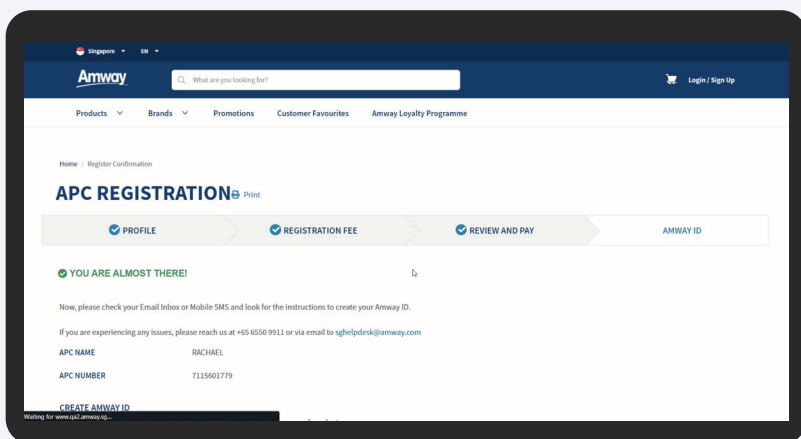 Singapore EN
Amway What are you looking for? Login / Sign Up
Products Brands Promotions Customer Favourites Amway Loyalty Programme
Home / Register Confirmation
APC REGISTRATION Print
PROFILE REGISTRATION FEE REVIEW AND PAY AMWAY ID
YOU ARE ALMOST THERE!
Now, please check your Email Inbox or Mobile SMS and look for the instructions to create your Amway ID.
If you are experiencing any issues, please reach us at +65 6550 9911 or via email to sghelpdesk@amway.com
APC NAME RACHAEL
APC NUMBER 7115601779
CREATE AMWAY ID
Waiting for www.qa2.amway.sg...